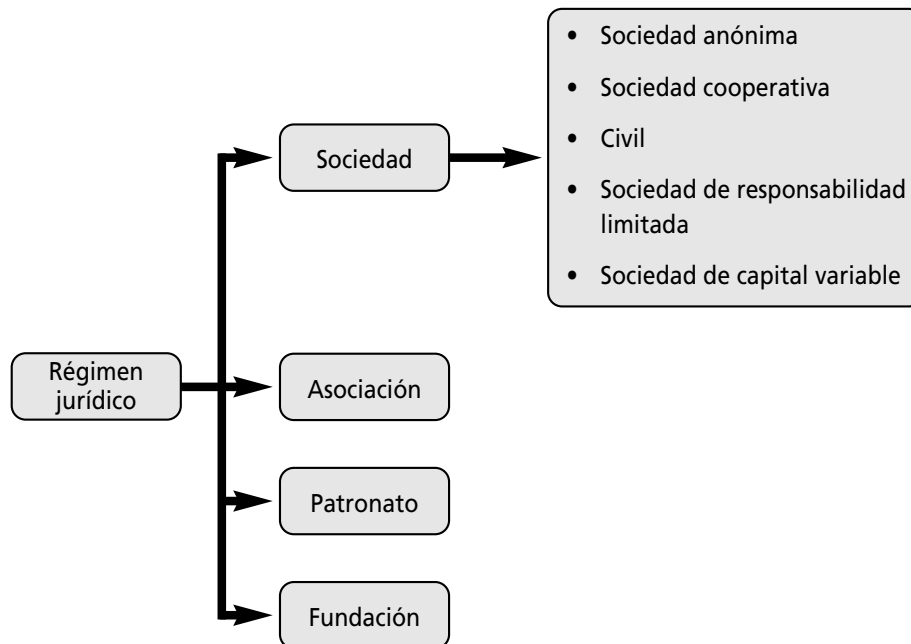 • Sociedad anónima
• Sociedad cooperativa
• Civil
• Sociedad de responsabilidad
limitada
• Sociedad de capital variable
Sociedad
Régimen
jurídico
Asociación
Patronato
Fundación